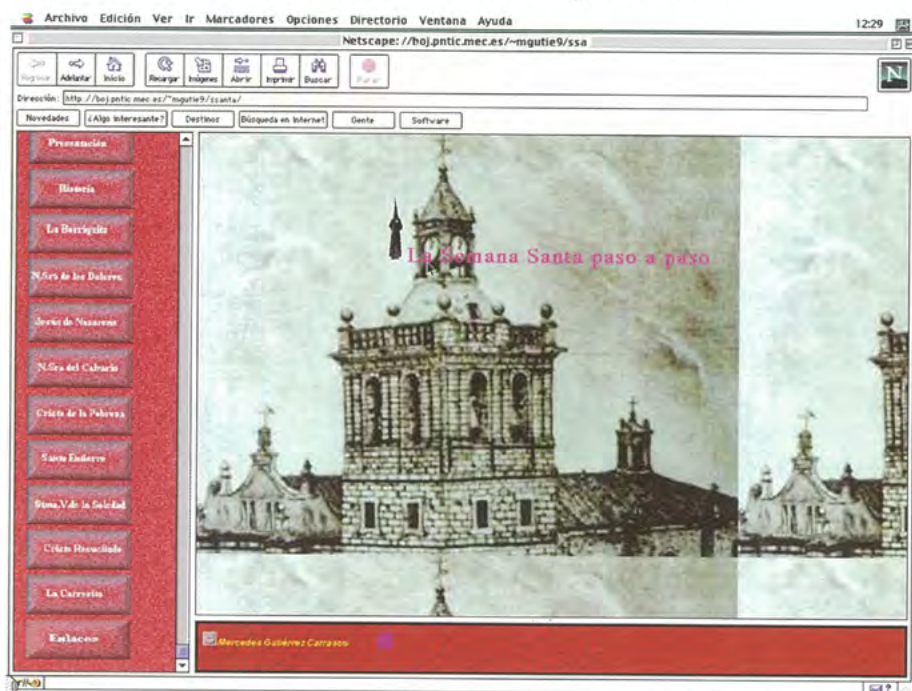 Archivo Edición Ver Ir Marcadores Opciones Directorio Ventana Ayuda
12:29
Netscape: //boj.pntic.mec.es/~mgutie9/ssa
Regresar Adelantar Inicio Recargar Imágenes Abrir Imprimir Buscar Parar
N
Dirección: http://boj.pntic.mec.es/~mgutie9/ssanta/
Novedades ¿Algo interesante? Destinos Búsqueda en Internet Gente Software
Presentación
Historia
La Borriquita
N.Sra de los Dolores
Jesús de Nazareno
N.Sra del Calvario
Cristo de la Pobreza
Santo Entierro
Stma.V.de la Soledad
Cristo Resucitado
La Carrerita
Enlaces
La Semana Santa paso a paso
Mercedes Gutiérrez Carrasco
?